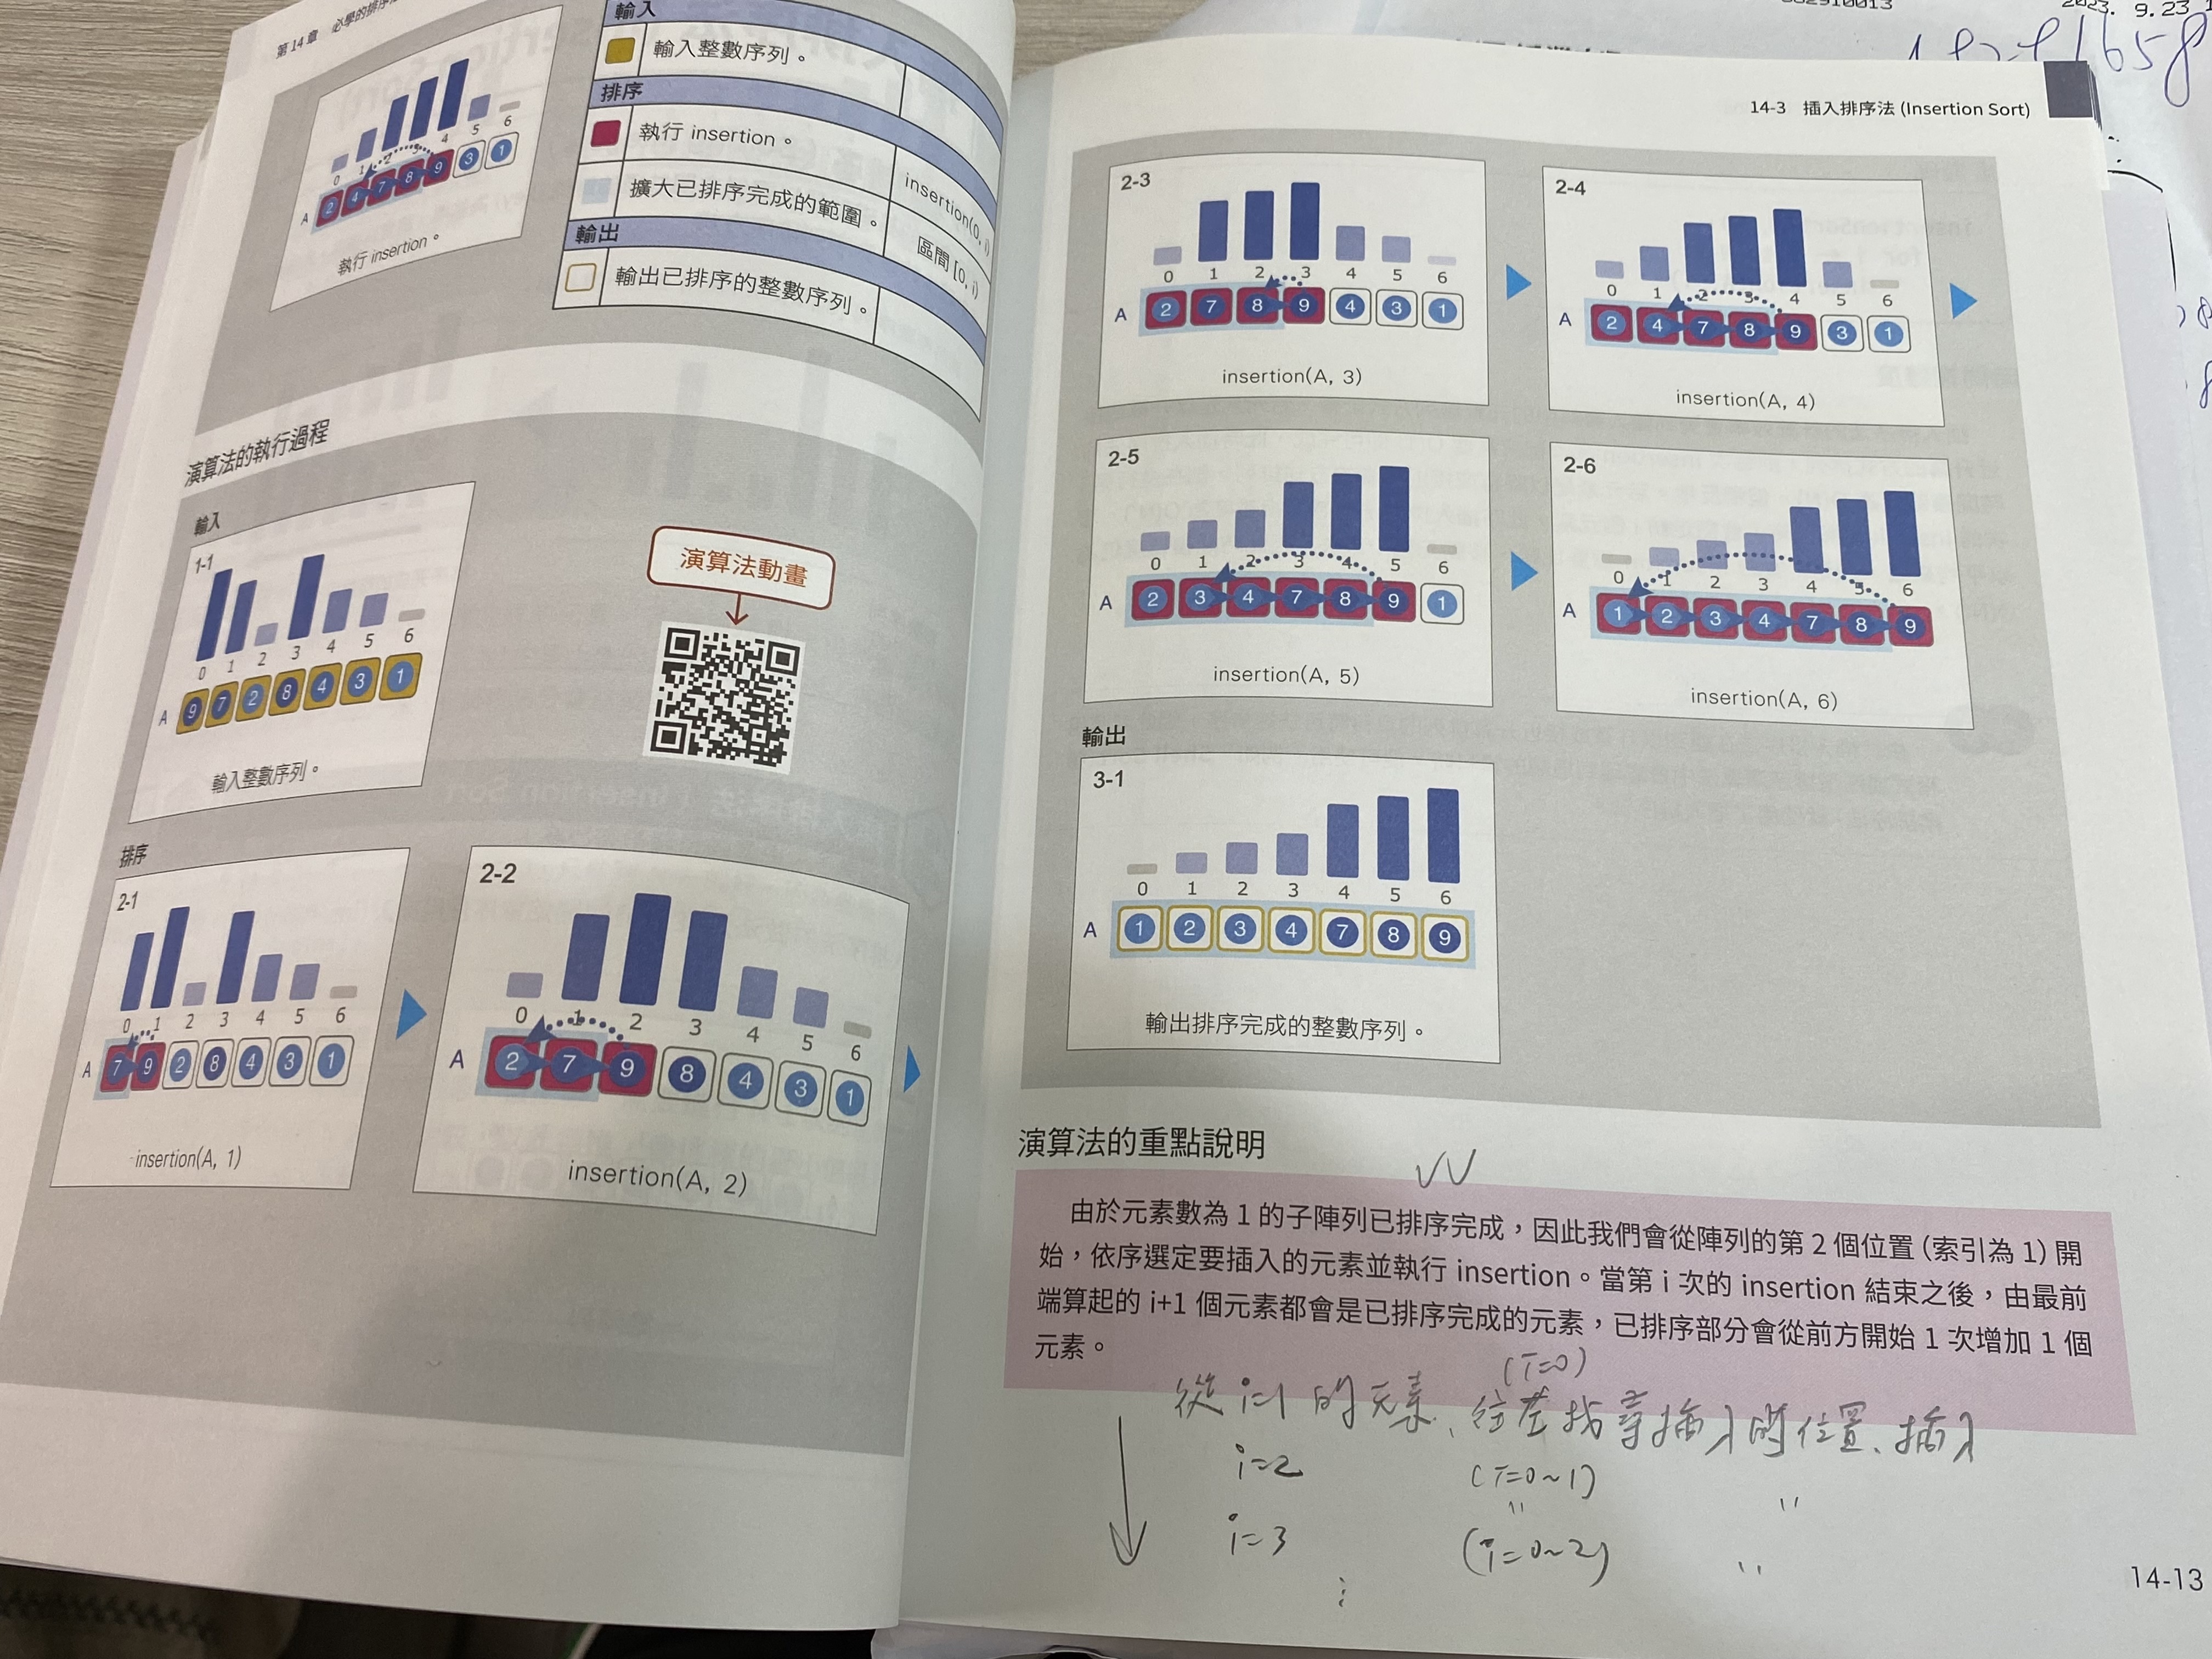 第14章 必學的排序
0 1 2 3 4 5 6
A 2 4 7 8 9 3 1
執行 insertion。
輸入
輸入整數序列。
排序
執行 insertion。 insertion(0, i)
擴大已排序完成的範圍。 區間 [0, i)
輸出
輸出已排序的整數序列。
演算法的執行過程
輸入
1-1
0 1 2 3 4 5 6
A 9 7 2 8 4 3 1
輸入整數序列。
演算法動畫
排序
2-1
0 1 2 3 4 5 6
A 7 9 2 8 4 3 1
insertion(A, 1)
2-2
0 1 2 3 4 5 6
A 2 7 9 8 4 3 1
insertion(A, 2)
2023. 9.23
14-3 插入排序法 (Insertion Sort)
2-3
0 1 2 3 4 5 6
A 2 7 8 9 4 3 1
insertion(A, 3)
2-4
0 1 2 3 4 5 6
A 2 4 7 8 9 3 1
insertion(A, 4)
2-5
0 1 2 3 4 5 6
A 2 3 4 7 8 9 1
insertion(A, 5)
2-6
0 1 2 3 4 5 6
A 1 2 3 4 7 8 9
insertion(A, 6)
輸出
3-1
0 1 2 3 4 5 6
A 1 2 3 4 7 8 9
輸出排序完成的整數序列。
演算法的重點說明
由於元素數為 1 的子陣列已排序完成，因此我們會從陣列的第 2 個位置 (索引為 1) 開
始，依序選定要插入的元素並執行 insertion。當第 i 次的 insertion 結束之後，由最前
端算起的 i+1 個元素都會是已排序完成的元素，已排序部分會從前方開始 1 次增加 1 個
元素。
(i=0)
從 i=1 的元素、往左找尋插入的位置、插入
i=2 (i=0~1) 〃
〃
i=3 (i=0~2) 〃
⋮
14-13